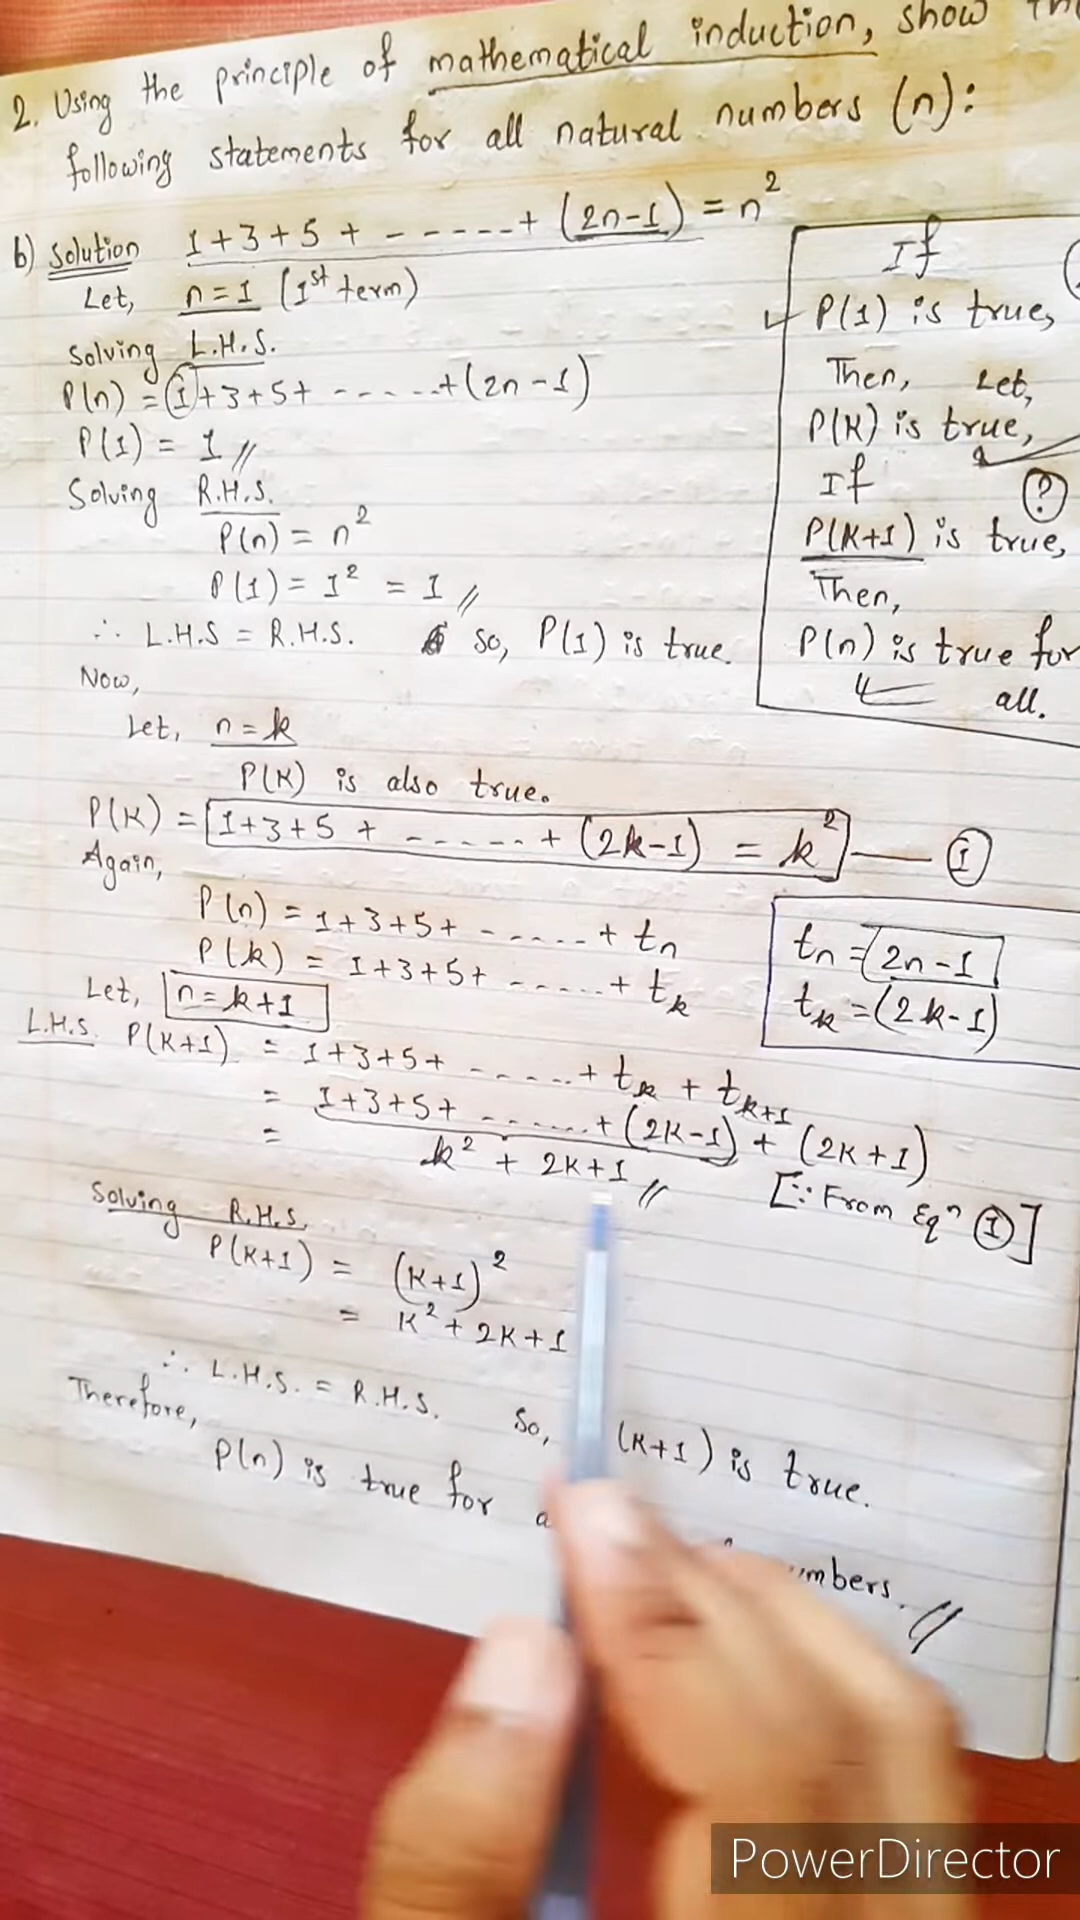 2. Using the principle of mathematical induction, show
following statements for all natural numbers (n):
b) Solution 1+3+5+ - - - - - ..+ (2n-1) = n²
Let, n=1 (1st term)
Solving L.H.S.
P(n) = 1+3+5+ - - - - ..+(2n-1)
P(1) = 1 //
Solving R.H.S.
P(n) = n²
P(1) = 1² = 1 //
∴ L.H.S = R.H.S. So, P(1) is true.
If
P(1) is true,
Then, Let,
P(K) is true,
If ?
P(K+1) is true,
Then,
P(n) is true for
all.
Now,
Let, n=k
P(K) is also true.
P(K) = 1+3+5+ - - - - - ..+ (2k-1) = k² —— 1
Again,
P(n) = 1+3+5+ - - - - ..+ tn
P(k) = 1+3+5+ - - - - ..+ tk
tn = 2n-1
tk = (2k-1)
Let, n=k+1
L.H.S. P(K+1) = 1+3+5+ - - - - ..+ tk + tk+1
= 1+3+5+ - - - - ..+ (2K-1) + (2K+1)
= k² + 2K+1 // [∵ From Eqn 1]
Solving R.H.S.
P(K+1) = (K+1)²
= K²+2K+1
∴ L.H.S. = R.H.S. So, (K+1) is true.
Therefore,
P(n) is true for
PowerDirector